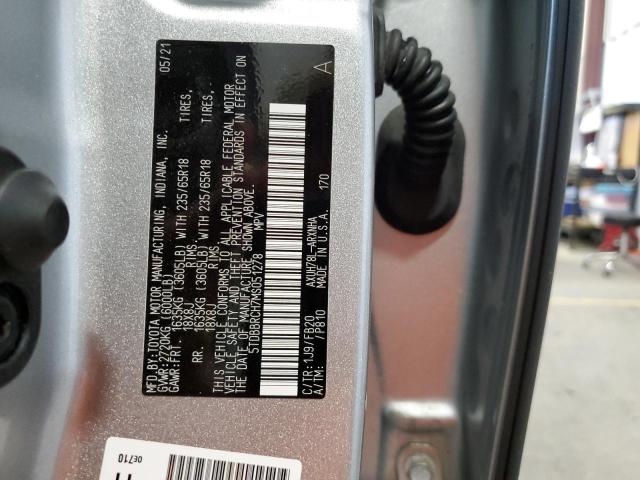 MFD.BY:TOYOTA MOTOR MANUFACTURING, INDIANA, INC. 05/21
GVWR:2720KG (6000LB)
GAWR:FRT. 1635KG (3605LB) WITH 235/65R18 TIRES,
18X8J RIMS,
RR. 1635KG (3605LB) WITH 235/65R18 TIRES,
18X8J RIMS
THIS VEHICLE CONFORMS TO ALL APPLICABLE FEDERAL MOTOR
VEHICLE SAFETY AND THEFT PREVENTION STANDARDS IN EFFECT ON
THE DATE OF MANUFACTURE SHOWN ABOVE.
5TDBBRCH7MS051278 MPV A
C/TR:1J9/FB20 AXUH78L-ARXNHA 170
A/TM: /P810 MADE IN U.S.A.
0E710